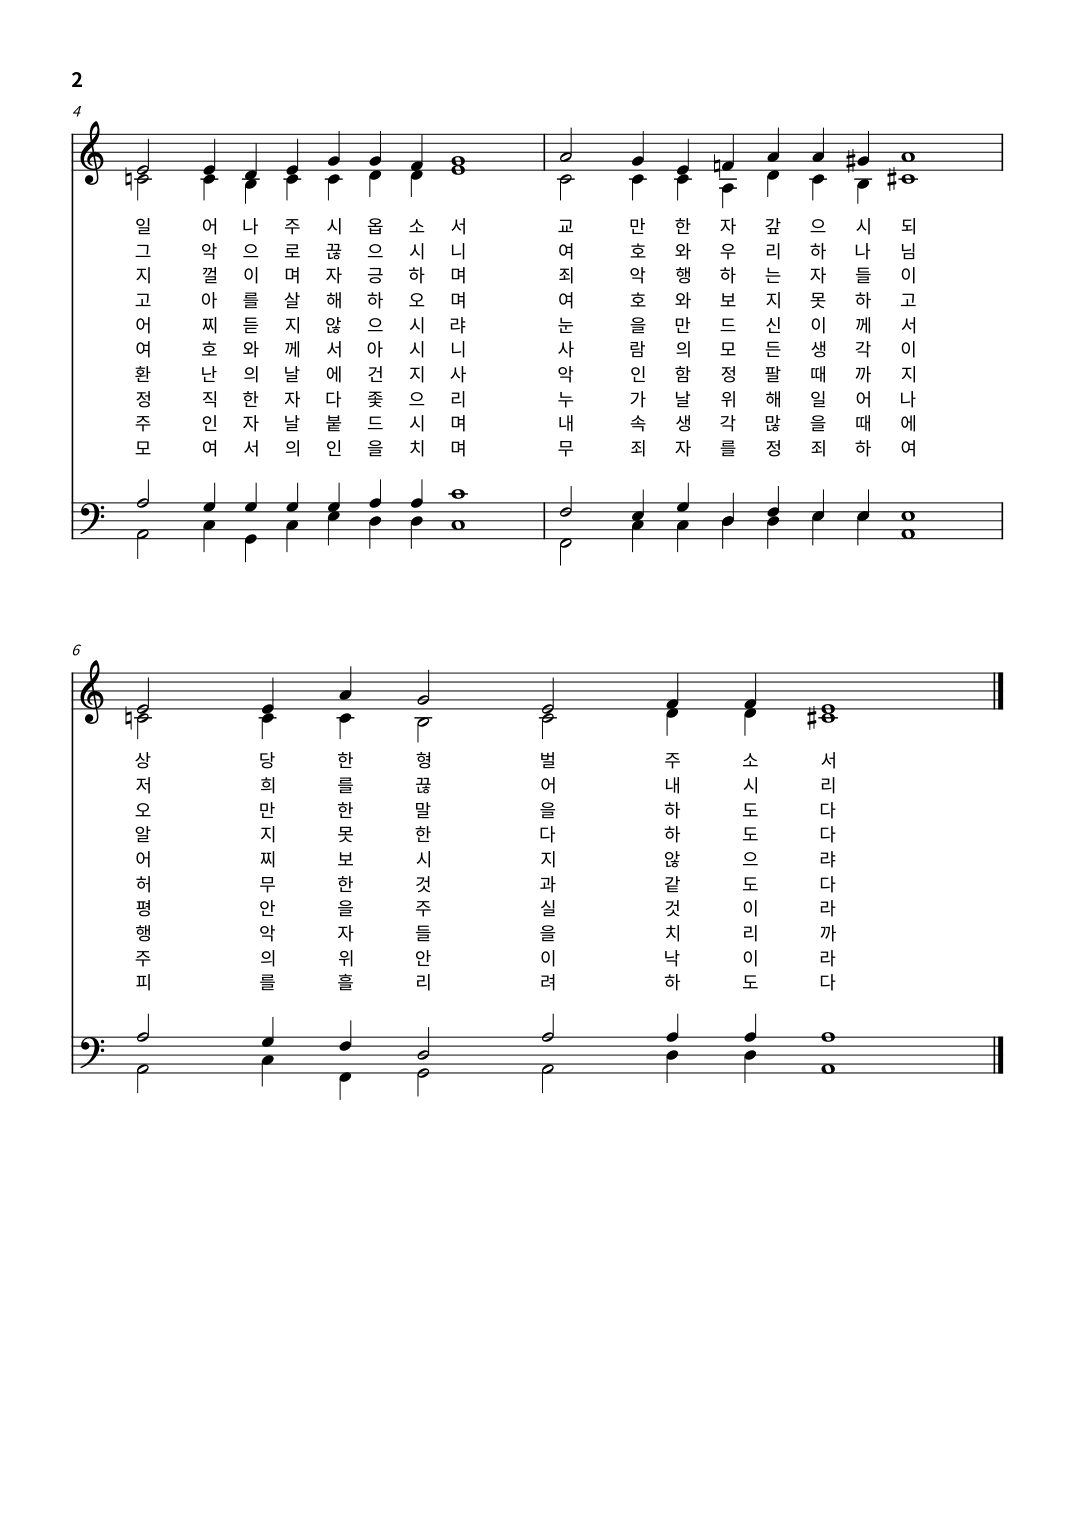 2
4
일 어 나 주 시 옵 소 서 교 만 한 자 갚 으 시 되
그 악 으 로 끊 으 시 니 여 호 와 우 리 하 나 님
지 껄 이 며 자 긍 하 며 죄 악 행 하 는 자 들 이
고 아 를 살 해 하 오 며 여 호 와 보 지 못 하 고
어 찌 듣 지 않 으 시 랴 눈 을 만 드 신 이 께 서
여 호 와 께 서 아 시 니 사 람 의 모 든 생 각 이
환 난 의 날 에 건 지 사 악 인 함 정 팔 때 까 지
정 직 한 자 다 좇 으 리 누 가 날 위 해 일 어 나
주 인 자 날 붙 드 시 며 내 속 생 각 많 을 때 에
모 여 서 의 인 을 치 며 무 죄 자 를 정 죄 하 여
6
상 당 한 형 벌 주 소 서
저 희 를 끊 어 내 시 리
오 만 한 말 을 하 도 다
알 지 못 한 다 하 도 다
어 찌 보 시 지 않 으 랴
허 무 한 것 과 같 도 다
평 안 을 주 실 것 이 라
행 악 자 들 을 치 리 까
주 의 위 안 이 낙 이 라
피 를 흘 리 려 하 도 다